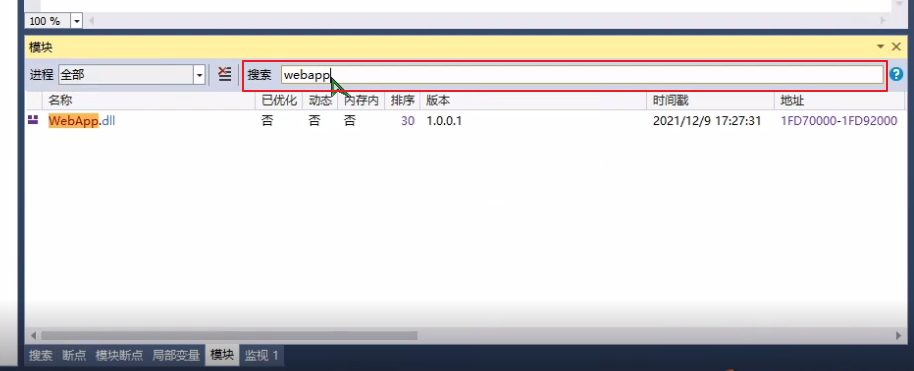 100 %
模块
进程 全部 搜索 webapp
名称 已优化 动态 内存内 排序 版本 时间戳 地址
WebApp.dll 否 否 否 30 1.0.0.1 2021/12/9 17:27:31 1FD70000-1FD92000
搜索 断点 模块断点 局部变量 模块 监视 1